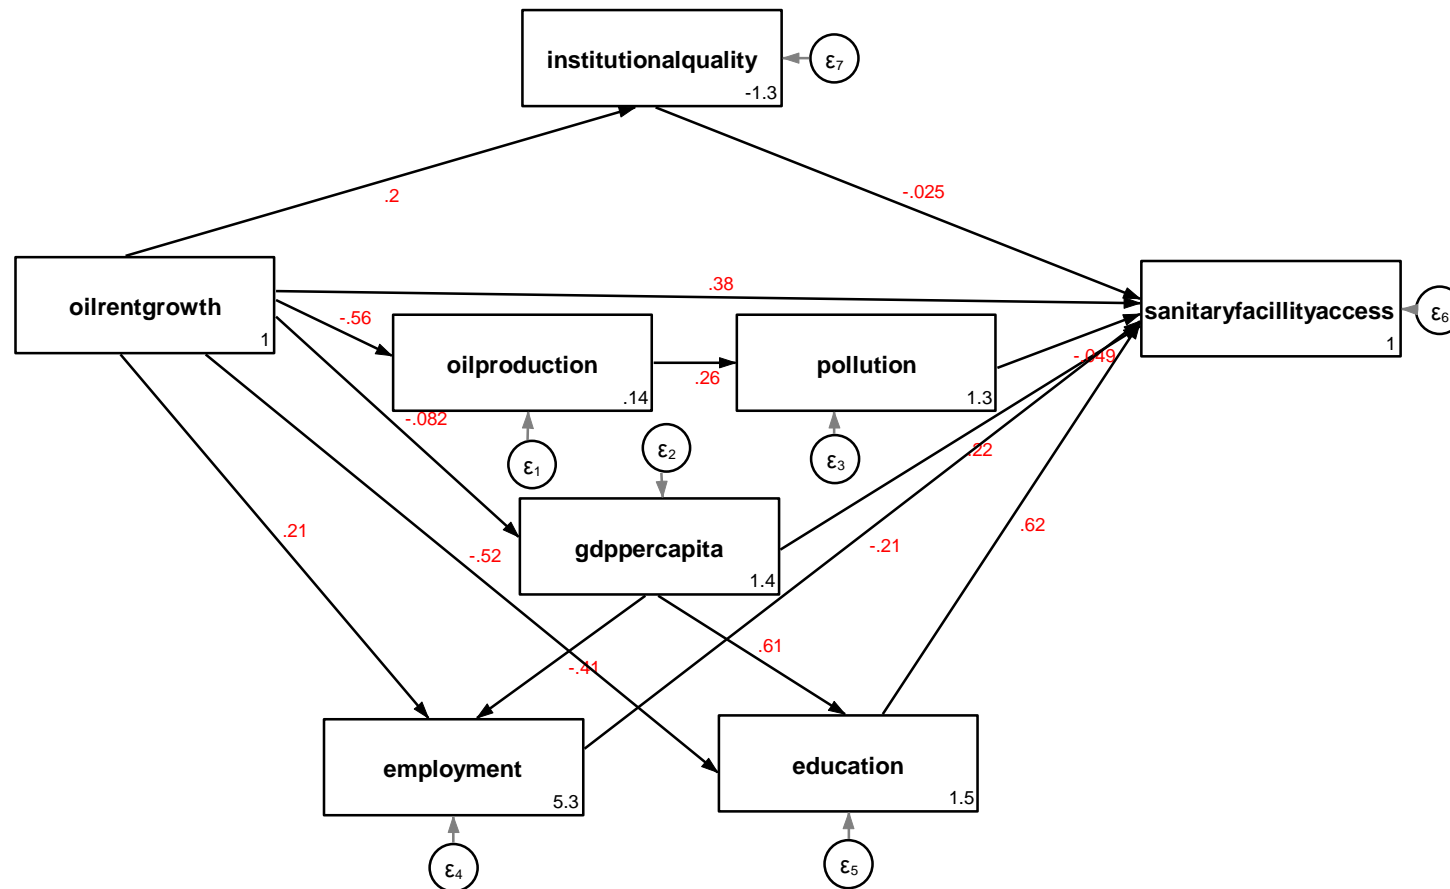 institutionalquality
-1.3
ε7
.2
-.025
oilrentgrowth
1
.38
sanitaryfacillityaccess
1
ε6
-.56
oilproduction
.14
.26
pollution
1.3
-.049
-.082
ε1
ε2
ε3
.22
gdppercapita
1.4
.21
-.52
-.21
.62
-.41
.61
employment
5.3
education
1.5
ε4
ε5